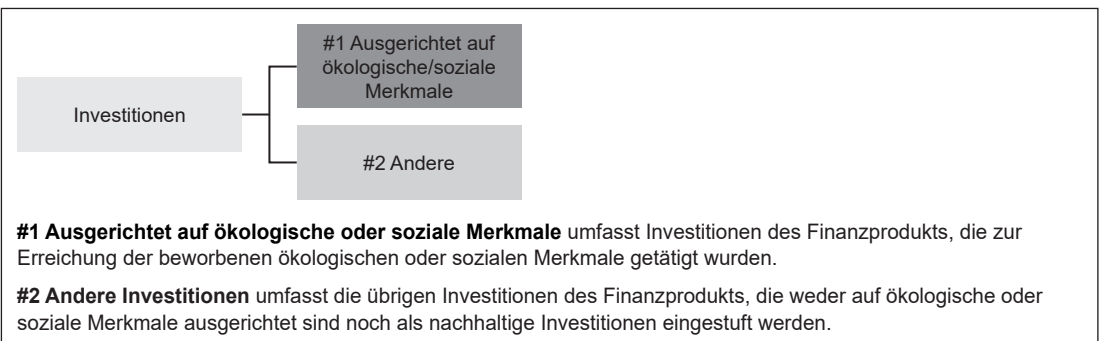 #1 Ausgerichtet auf
ökologische/soziale
Merkmale
Investitionen
#2 Andere
#1 Ausgerichtet auf ökologische oder soziale Merkmale umfasst Investitionen des Finanzprodukts, die zur
Erreichung der beworbenen ökologischen oder sozialen Merkmale getätigt wurden.
#2 Andere Investitionen umfasst die übrigen Investitionen des Finanzprodukts, die weder auf ökologische oder
soziale Merkmale ausgerichtet sind noch als nachhaltige Investitionen eingestuft werden.